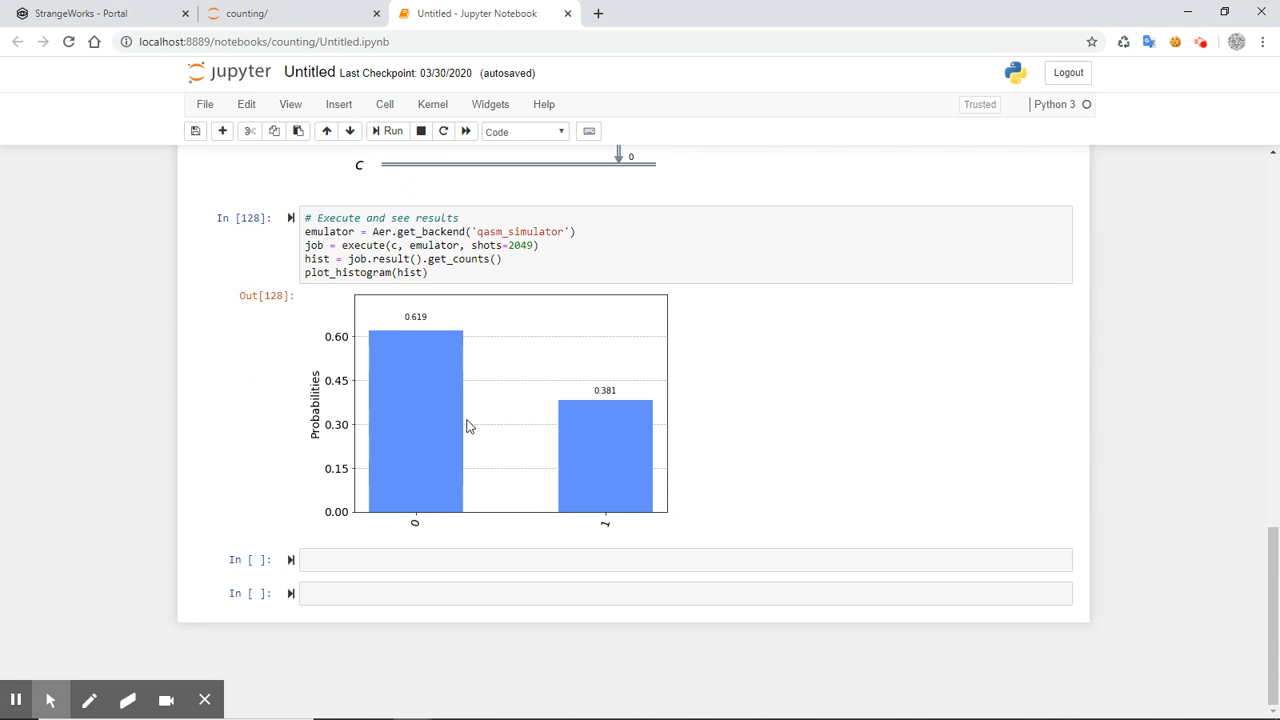 StrangeWorks - Portal
counting/
Untitled - Jupyter Notebook
localhost:8889/notebooks/counting/Untitled.ipynb
jupyter Untitled Last Checkpoint: 03/30/2020 (autosaved)
Logout
File Edit View Insert Cell Kernel Widgets Help
Trusted
Python 3
Run
Code
0
C
In [128]:
# Execute and see results
emulator = Aer.get_backend('qasm_simulator')
job = execute(c, emulator, shots=2049)
hist = job.result().get_counts()
plot_histogram(hist)
Out[128]:
0.619
0.60
0.45
0.381
0.30
0.15
0.00
Probabilities
0
1
In [ ]:
In [ ]: